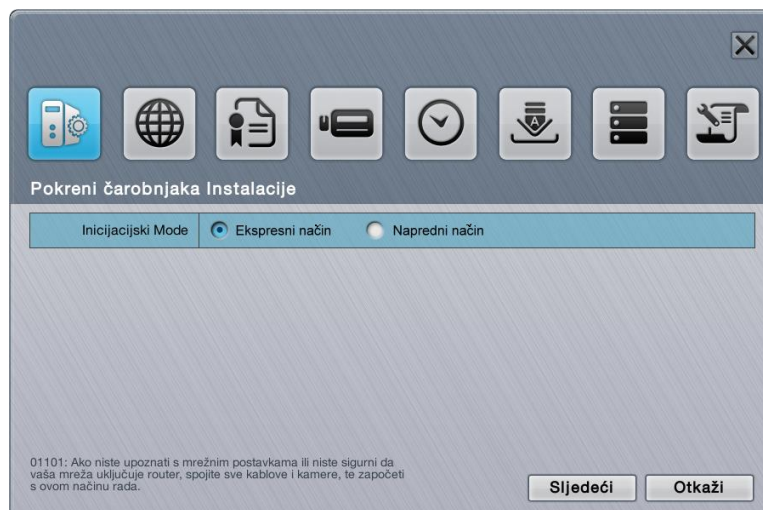 Pokreni čarobnjaka Instalacije
Inicijacijski Mode
Ekspresni način
Napredni način
01101: Ako niste upoznati s mrežnim postavkama ili niste sigurni da
vaša mreža uključuje router, spojite sve kablove i kamere, te započeti
s ovom načinu rada.
Sljedeći
Otkaži